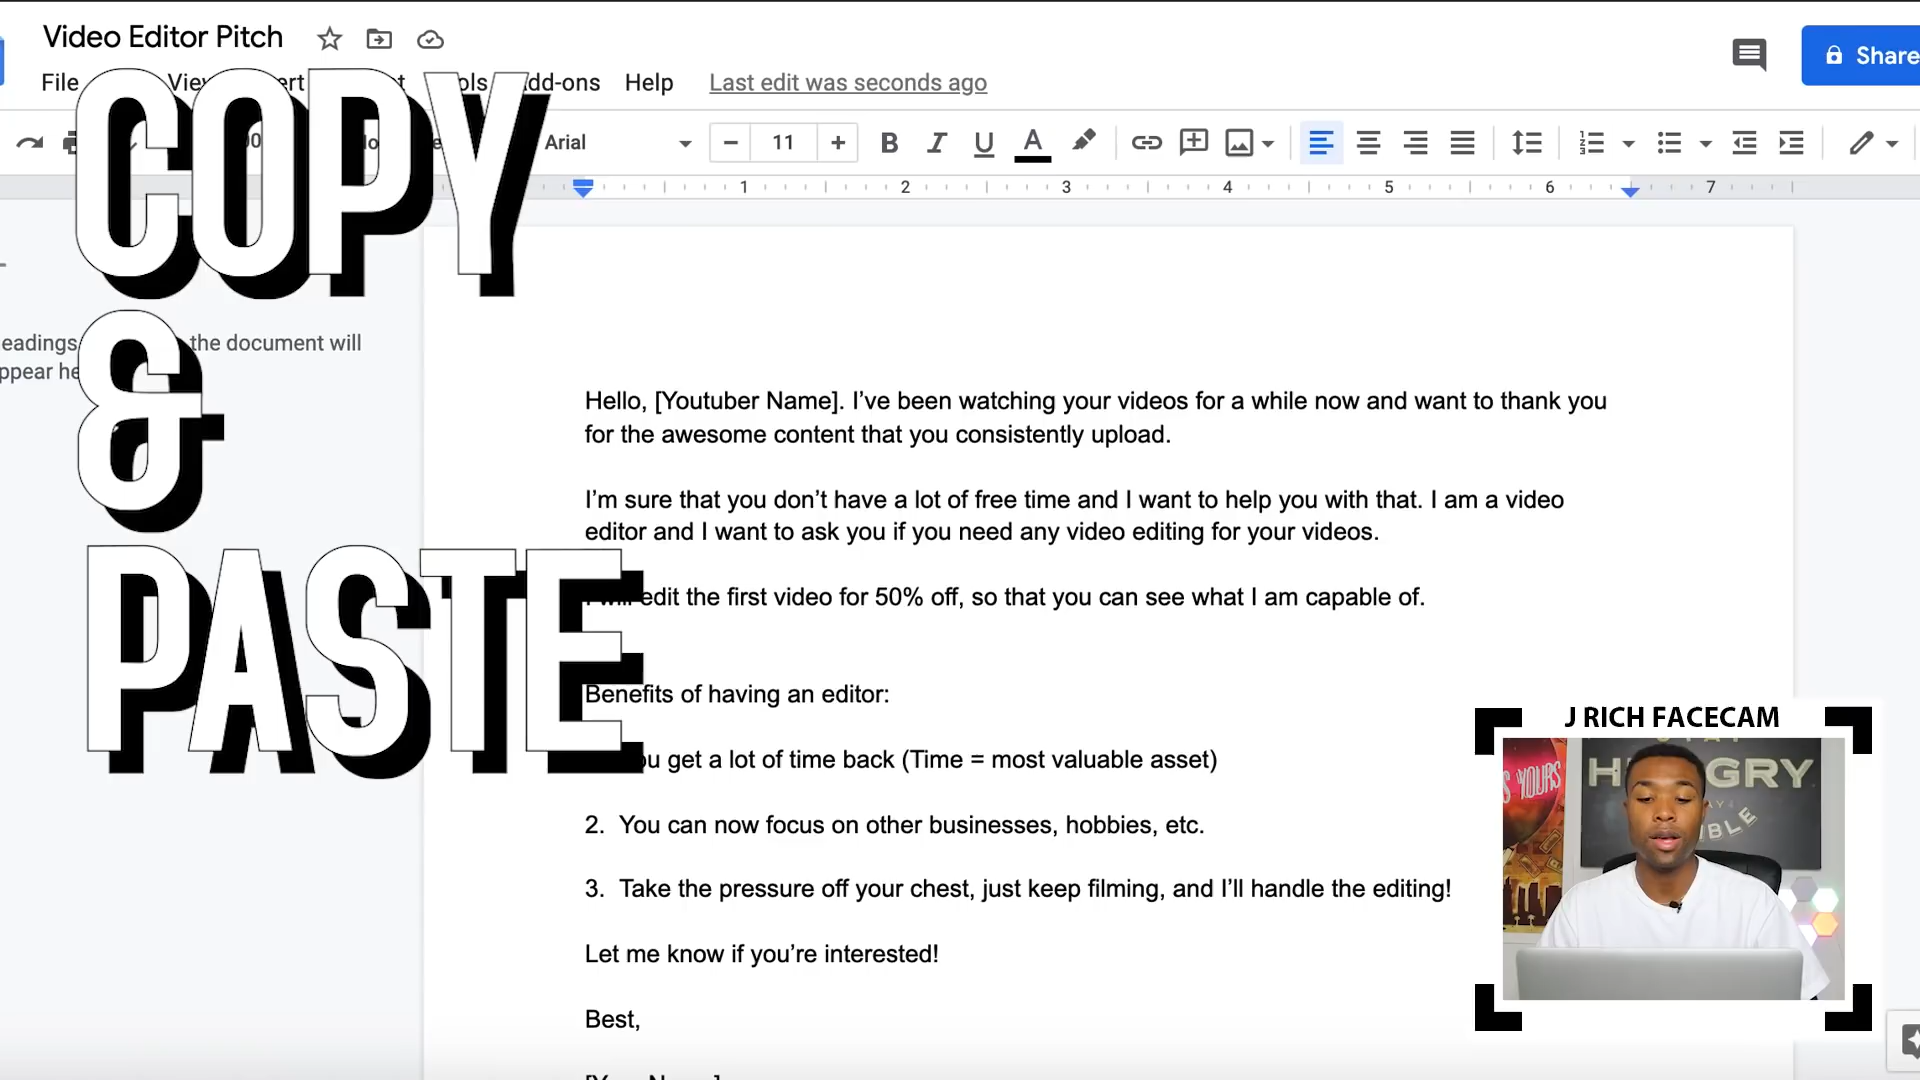 Video Editor Pitch
File View Help Last edit was seconds ago
Share
Arial 11
1 2 3 4 5 6 7
COPY
&
PASTE
the document will
Hello, [Youtuber Name]. I’ve been watching your videos for a while now and want to thank you
for the awesome content that you consistently upload.
I’m sure that you don’t have a lot of free time and I want to help you with that. I am a video
editor and I want to ask you if you need any video editing for your videos.
I will edit the first video for 50% off, so that you can see what I am capable of.
Benefits of having an editor:
You get a lot of time back (Time = most valuable asset)
2. You can now focus on other businesses, hobbies, etc.
3. Take the pressure off your chest, just keep filming, and I’ll handle the editing!
Let me know if you’re interested!
Best,
[Your Name]
J RICH FACECAM
YOURS
HUNGRY